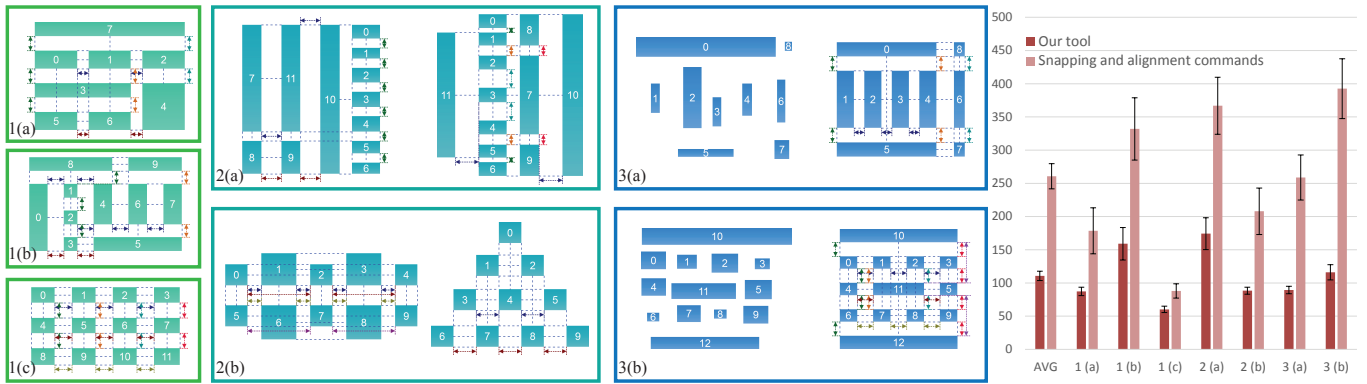 7
0 1 2
3
4
5 6
1(a)
8 9
1
0 4 6 7
2
3 5
1(b)
0 1 2 3
4 5 6 7
8 9 10 11
1(c)
0
1
2
7 11 10 3
4
8 9 5
6
2(a)
0
8
1
2
11 3 7 10
4
5
9
6
0 1 2 3 4
5 6 7 8 9
2(b)
0
1 2
3 4 5
6 7 8 9
0 8
1 2 3 4 6
5 7
3(a)
0 8
1 2 3 4 6
5 7
10
0 1 2 3
4 11 5
6 7 8 9
12
3(b)
10
0 1 2 3
4 11 5
6 7 8 9
12
500
450
400
350
300
250
200
150
100
50
0
Our tool
Snapping and alignment commands
AVG 1 (a) 1 (b) 1 (c) 2 (a) 2 (b) 3 (a) 3 (b)